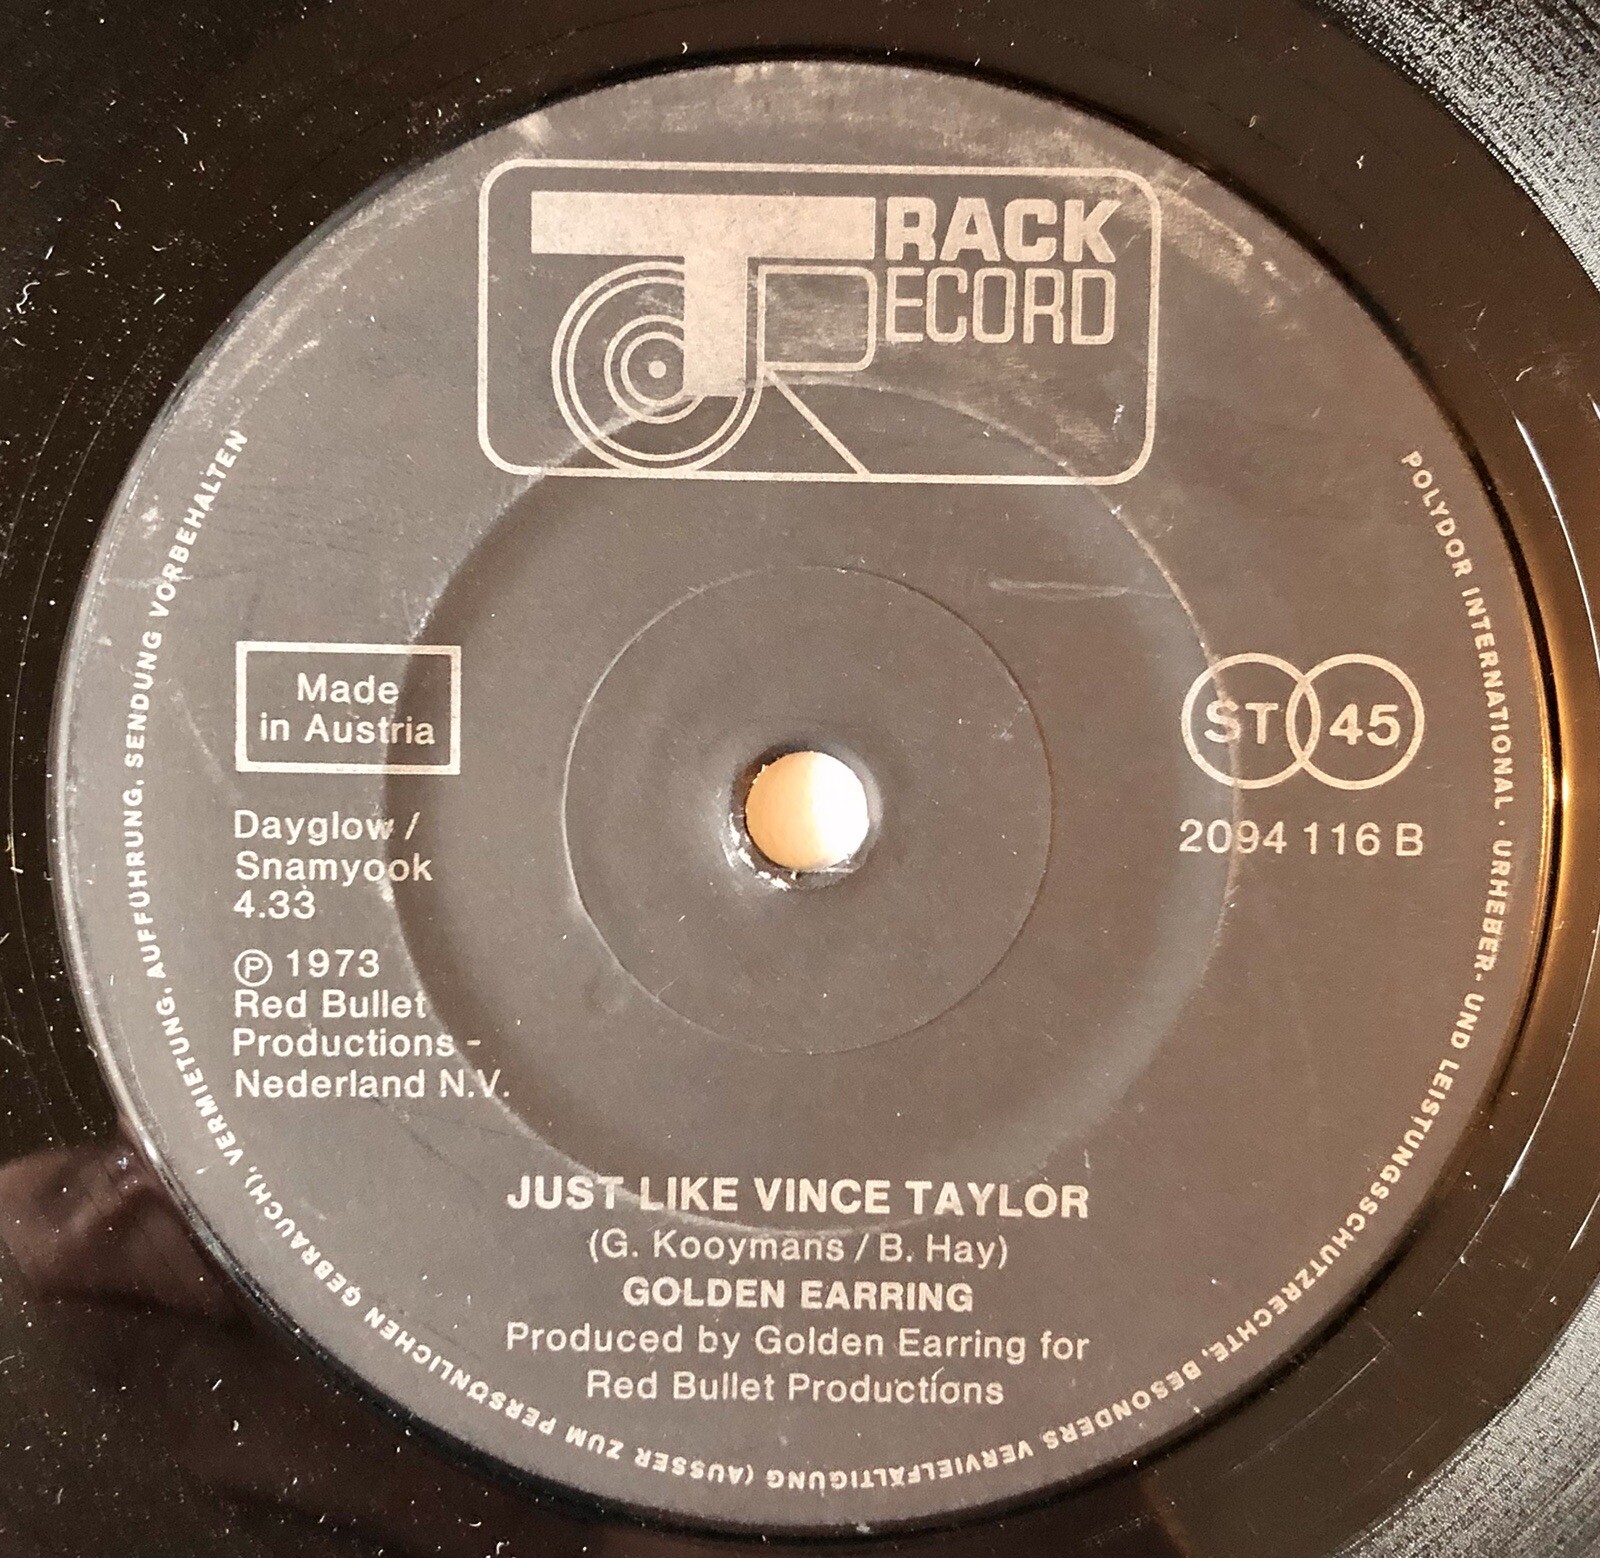 TRACK
RECORD
Made
in Austria
Dayglow /
Snamyook
4.33
℗ 1973
Red Bullet
Productions -
Nederland N.V.
ST 45
2094 116 B
JUST LIKE VINCE TAYLOR
(G. Kooymans / B. Hay)
GOLDEN EARRING
Produced by Golden Earring for
Red Bullet Productions
POLYDOR INTERNATIONAL · URHEBER- UND LEISTUNGSSCHUTZRECHTE, BESONDERS VERVIELFÄLTIGUNG (AUSSER ZUM PERSÖNLICHEN GEBRAUCH), VERMIETUNG, AUFFÜHRUNG, SENDUNG VORBEHALTEN